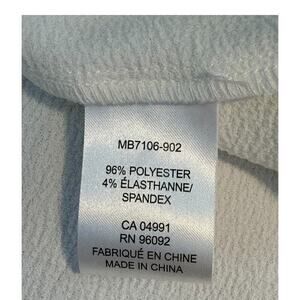 MB7106-902
96% POLYESTER
4% ÉLASTHANNE/
SPANDEX
CA 04991
RN 96092
FABRIQUÉ EN CHINE
MADE IN CHINA